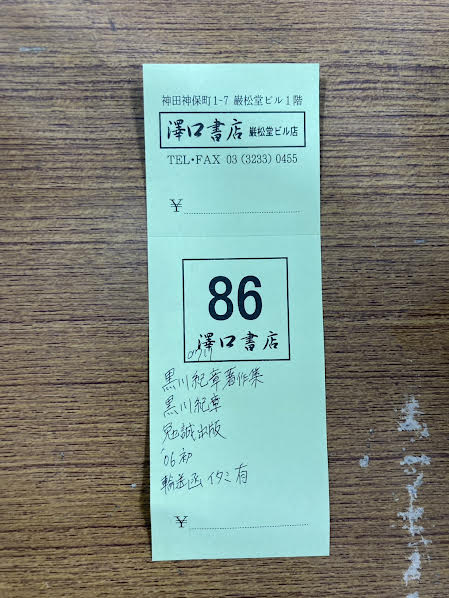 神田神保町1-7 巌松堂ビル1階
澤口書店 巌松堂ビル店
TEL・FAX 03 (3233) 0455
¥
86
澤口書店
黒川紀章著作集
黒川紀章
勉誠出版
'06初
輸送函イタミ有
¥